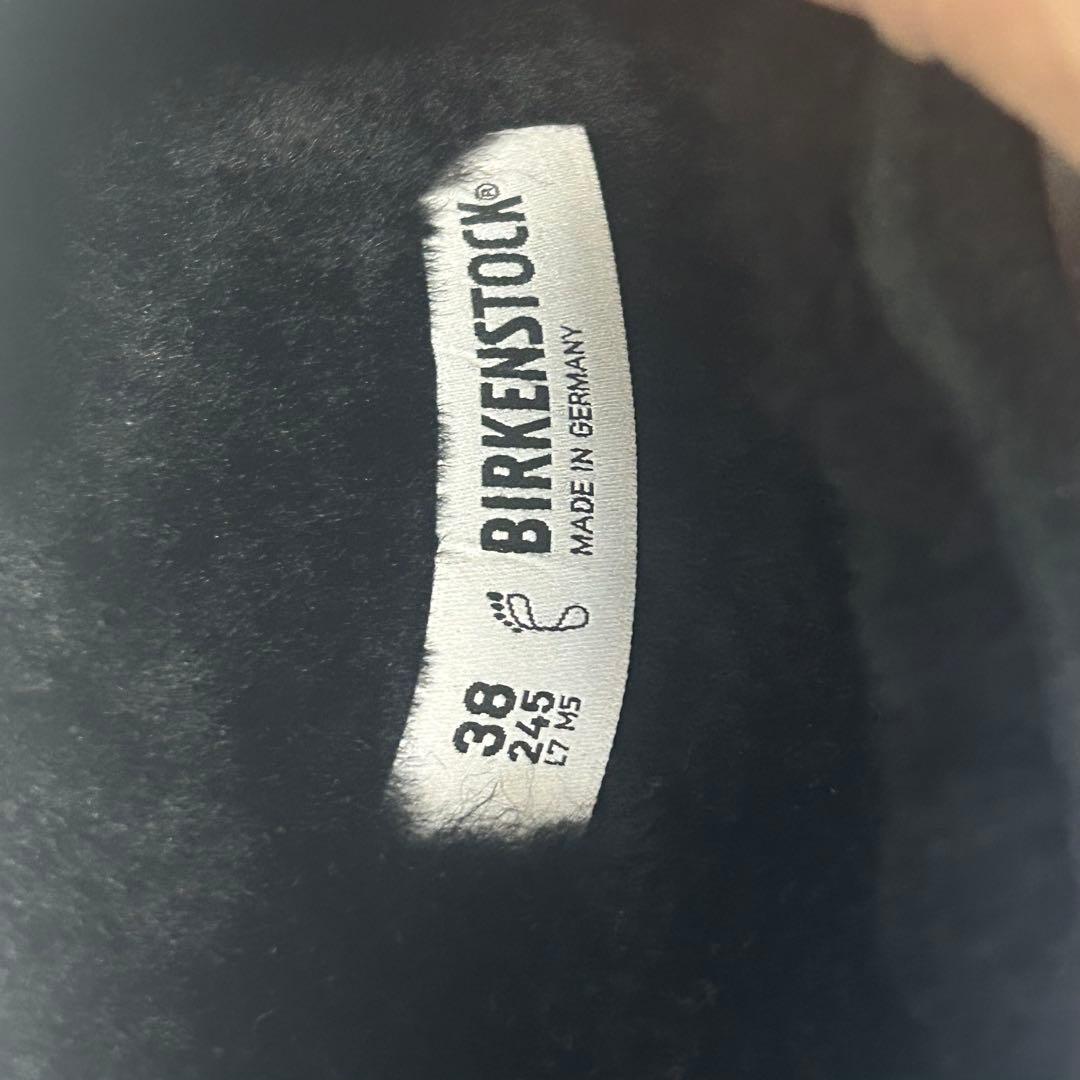 38
245
L7 M5
BIRKENSTOCK®
MADE IN GERMANY